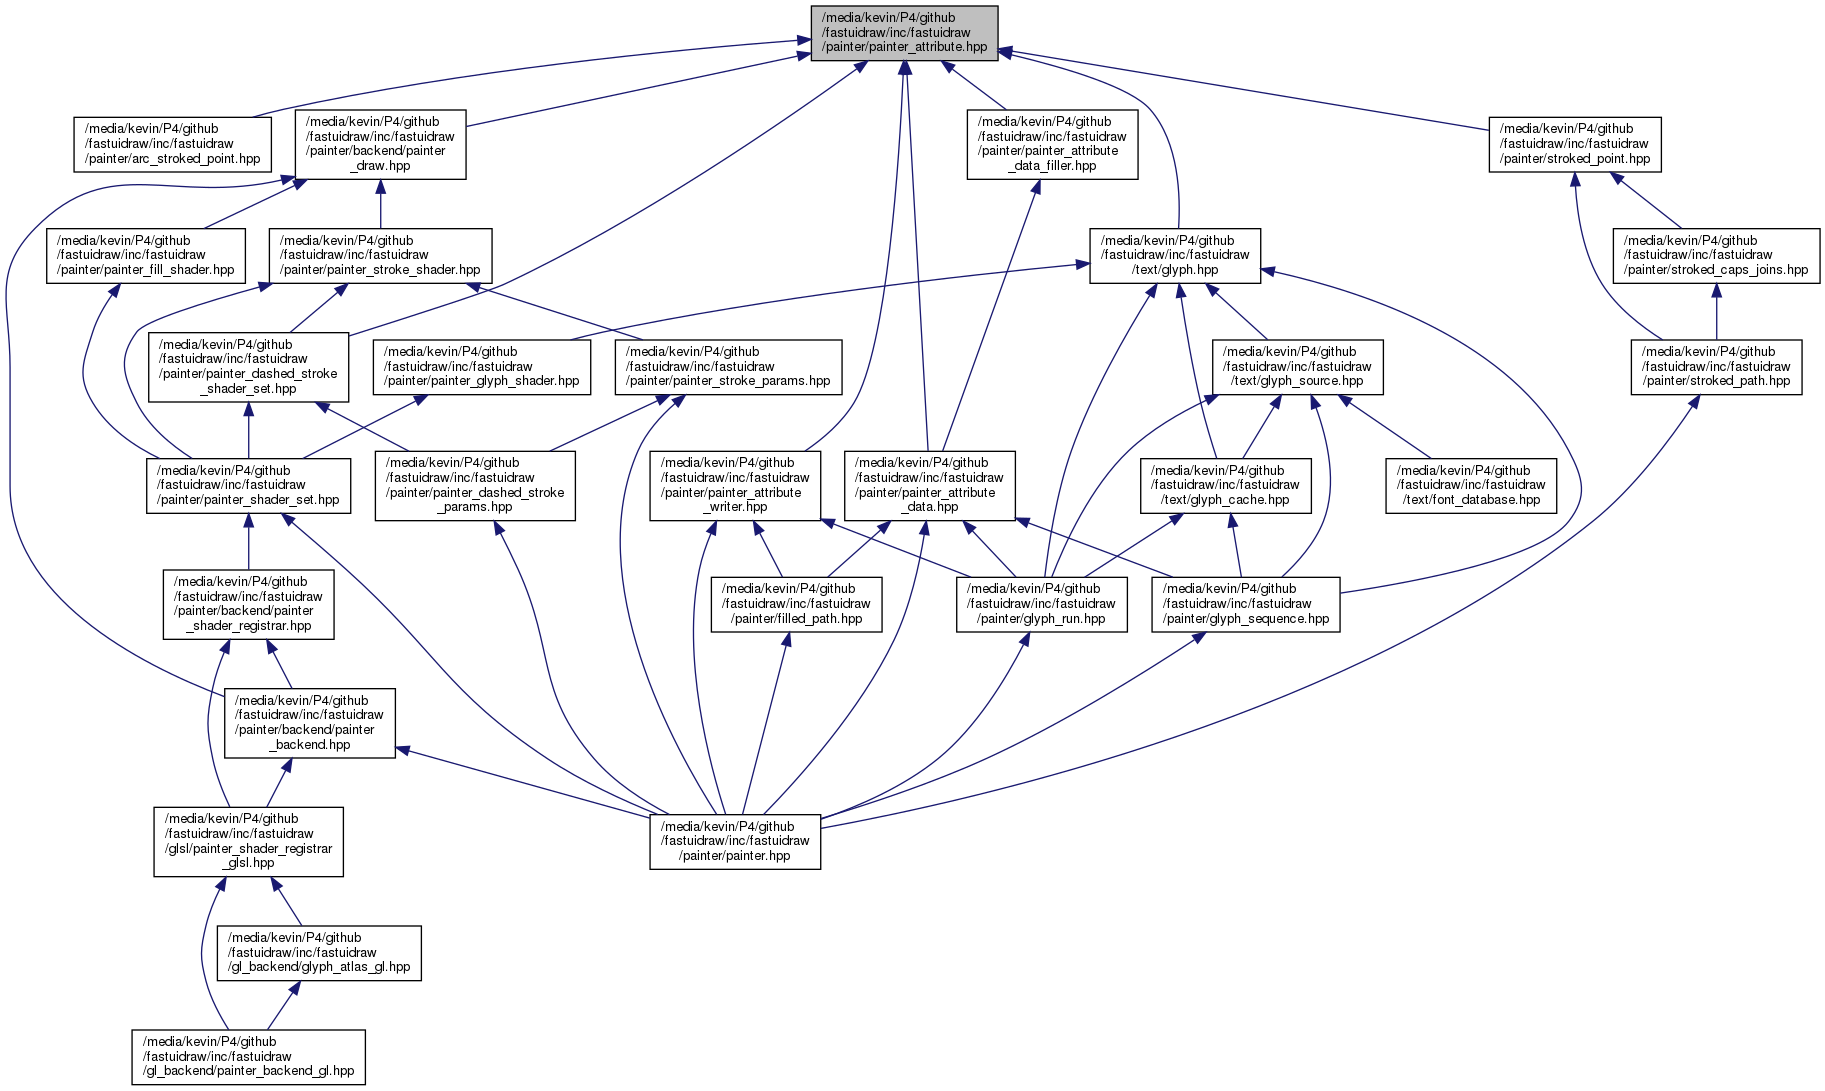 /media/kevin/P4/github
/fastuidraw/inc/fastuidraw
/painter/painter_attribute.hpp
/media/kevin/P4/github
/fastuidraw/inc/fastuidraw
/painter/arc_stroked_point.hpp
/media/kevin/P4/github
/fastuidraw/inc/fastuidraw
/painter/backend/painter
_draw.hpp
/media/kevin/P4/github
/fastuidraw/inc/fastuidraw
/painter/painter_attribute
_data_filler.hpp
/media/kevin/P4/github
/fastuidraw/inc/fastuidraw
/painter/stroked_point.hpp
/media/kevin/P4/github
/fastuidraw/inc/fastuidraw
/painter/painter_fill_shader.hpp
/media/kevin/P4/github
/fastuidraw/inc/fastuidraw
/painter/painter_stroke_shader.hpp
/media/kevin/P4/github
/fastuidraw/inc/fastuidraw
/text/glyph.hpp
/media/kevin/P4/github
/fastuidraw/inc/fastuidraw
/painter/stroked_caps_joins.hpp
/media/kevin/P4/github
/fastuidraw/inc/fastuidraw
/painter/painter_dashed_stroke
_shader_set.hpp
/media/kevin/P4/github
/fastuidraw/inc/fastuidraw
/painter/painter_glyph_shader.hpp
/media/kevin/P4/github
/fastuidraw/inc/fastuidraw
/painter/painter_stroke_params.hpp
/media/kevin/P4/github
/fastuidraw/inc/fastuidraw
/text/glyph_source.hpp
/media/kevin/P4/github
/fastuidraw/inc/fastuidraw
/painter/stroked_path.hpp
/media/kevin/P4/github
/fastuidraw/inc/fastuidraw
/painter/painter_shader_set.hpp
/media/kevin/P4/github
/fastuidraw/inc/fastuidraw
/painter/painter_dashed_stroke
_params.hpp
/media/kevin/P4/github
/fastuidraw/inc/fastuidraw
/painter/painter_attribute
_writer.hpp
/media/kevin/P4/github
/fastuidraw/inc/fastuidraw
/painter/painter_attribute
_data.hpp
/media/kevin/P4/github
/fastuidraw/inc/fastuidraw
/text/glyph_cache.hpp
/media/kevin/P4/github
/fastuidraw/inc/fastuidraw
/text/font_database.hpp
/media/kevin/P4/github
/fastuidraw/inc/fastuidraw
/painter/backend/painter
_shader_registrar.hpp
/media/kevin/P4/github
/fastuidraw/inc/fastuidraw
/painter/filled_path.hpp
/media/kevin/P4/github
/fastuidraw/inc/fastuidraw
/painter/glyph_run.hpp
/media/kevin/P4/github
/fastuidraw/inc/fastuidraw
/painter/glyph_sequence.hpp
/media/kevin/P4/github
/fastuidraw/inc/fastuidraw
/painter/backend/painter
_backend.hpp
/media/kevin/P4/github
/fastuidraw/inc/fastuidraw
/glsl/painter_shader_registrar
_glsl.hpp
/media/kevin/P4/github
/fastuidraw/inc/fastuidraw
/painter/painter.hpp
/media/kevin/P4/github
/fastuidraw/inc/fastuidraw
/gl_backend/glyph_atlas_gl.hpp
/media/kevin/P4/github
/fastuidraw/inc/fastuidraw
/gl_backend/painter_backend_gl.hpp